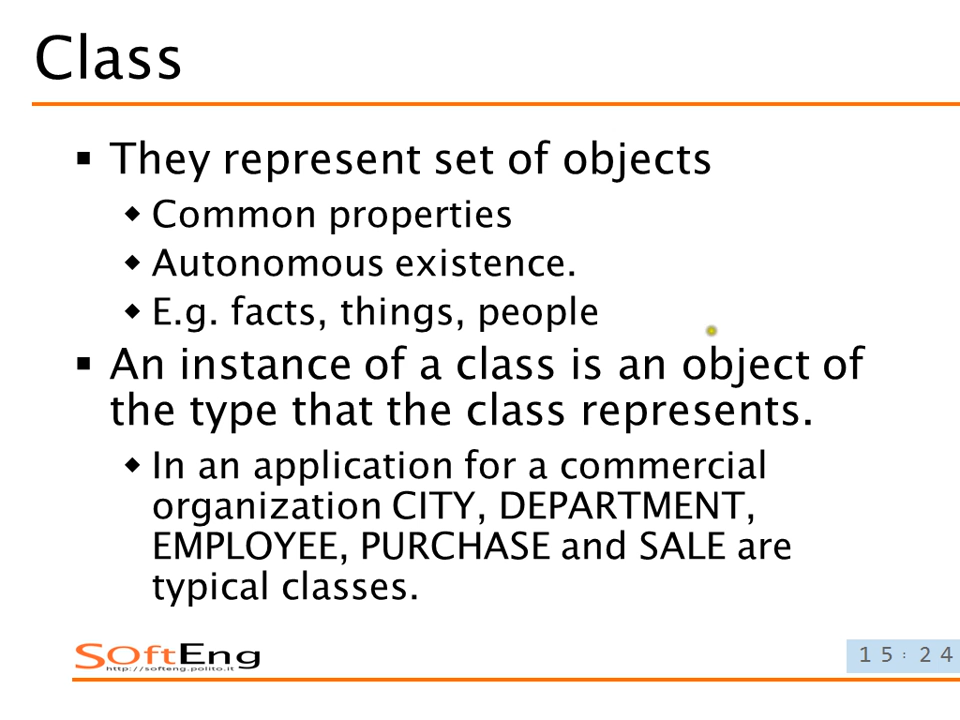 Class
▪ They represent set of objects
◆ Common properties
◆ Autonomous existence.
◆ E.g. facts, things, people
▪ An instance of a class is an object of
the type that the class represents.
◆ In an application for a commercial
organization CITY, DEPARTMENT,
EMPLOYEE, PURCHASE and SALE are
typical classes.
SOftEng
http://softeng.polito.it
15:24